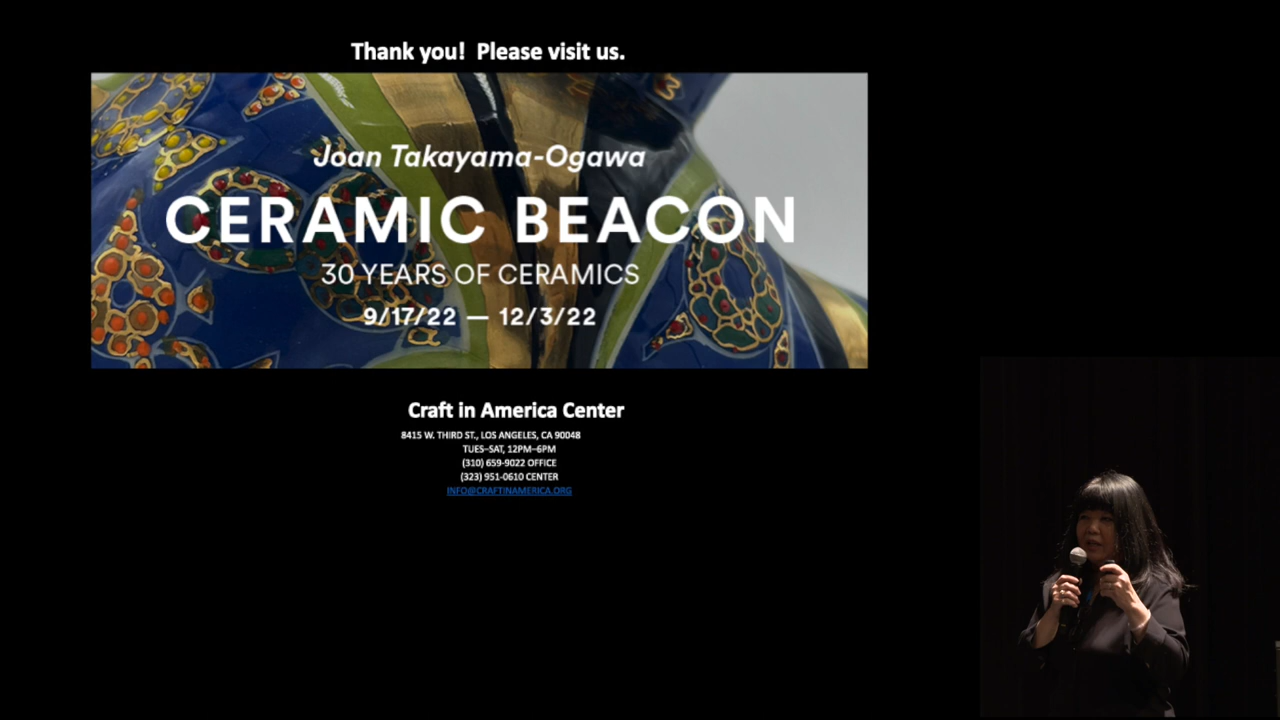 Thank you!  Please visit us.
Joan Takayama-Ogawa
CERAMIC BEACON
30 YEARS OF CERAMICS
9/17/22 — 12/3/22
Craft in America Center
8415 W. THIRD ST., LOS ANGELES, CA 90048
TUES–SAT, 12PM–6PM
(310) 659-9022 OFFICE
(323) 951-0610 CENTER
INFO@CRAFTINAMERICA.ORG